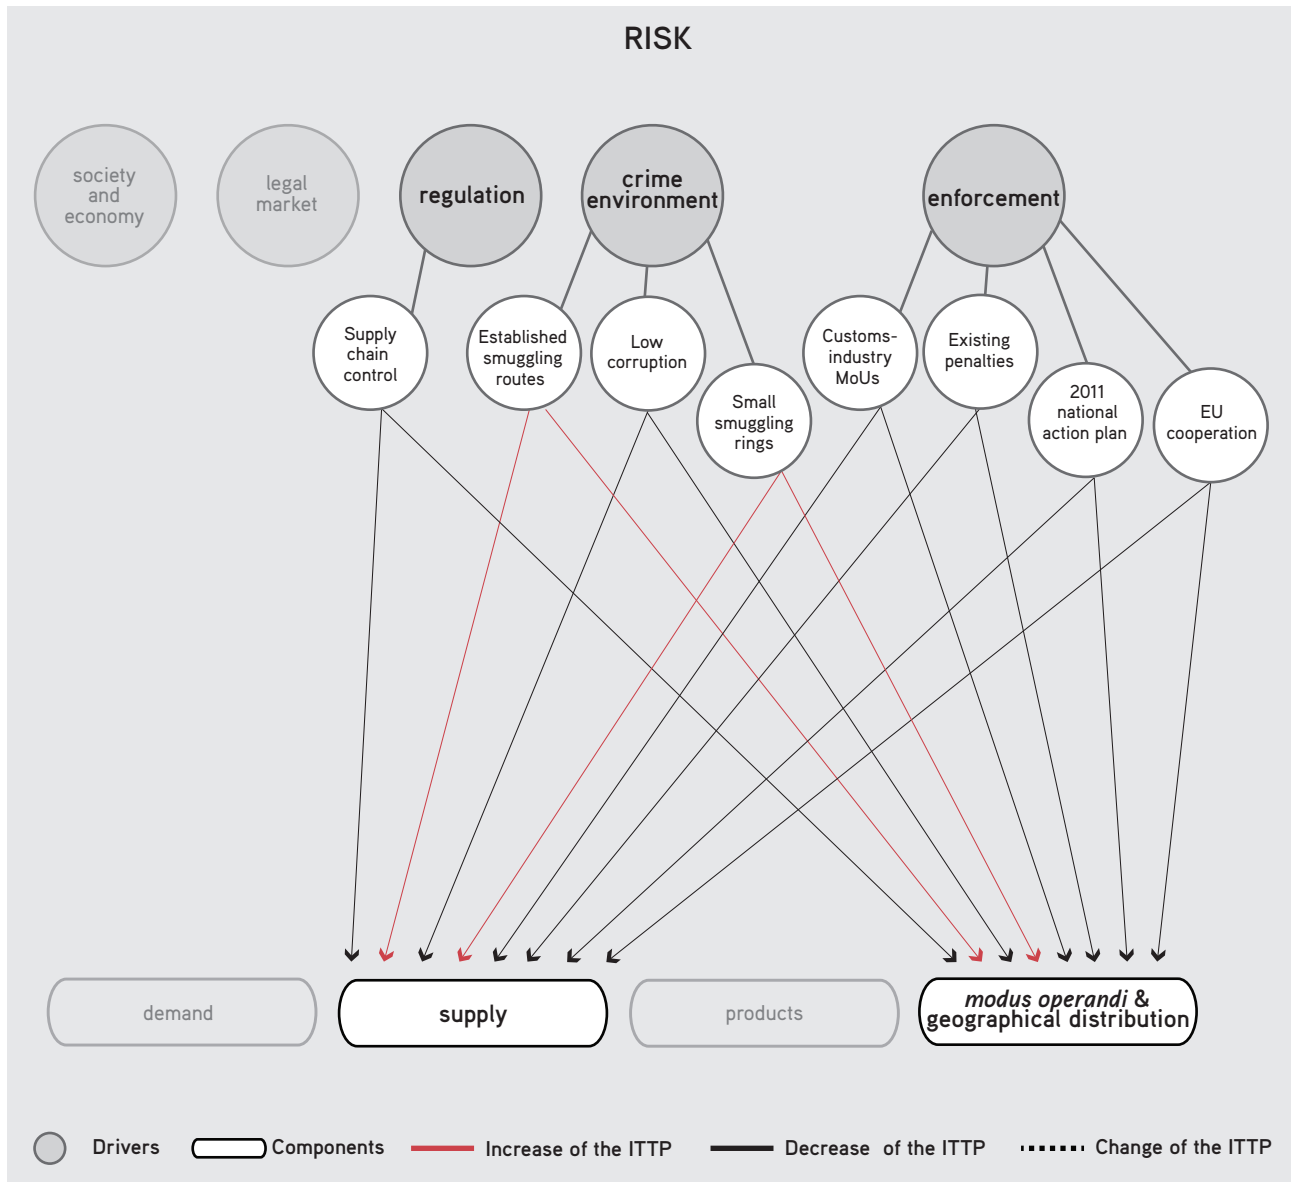 RISK
society
and
economy
legal
market
regulation
crime
environment
enforcement
Supply
chain
control
Established
smuggling
routes
Low
corruption
Small
smuggling
rings
Customs-
industry
MoUs
Existing
penalties
2011
national
action plan
EU
cooperation
demand
supply
products
modus operandi &
geographical distribution
Drivers
Components
Increase of the ITTP
Decrease of the ITTP
Change of the ITTP